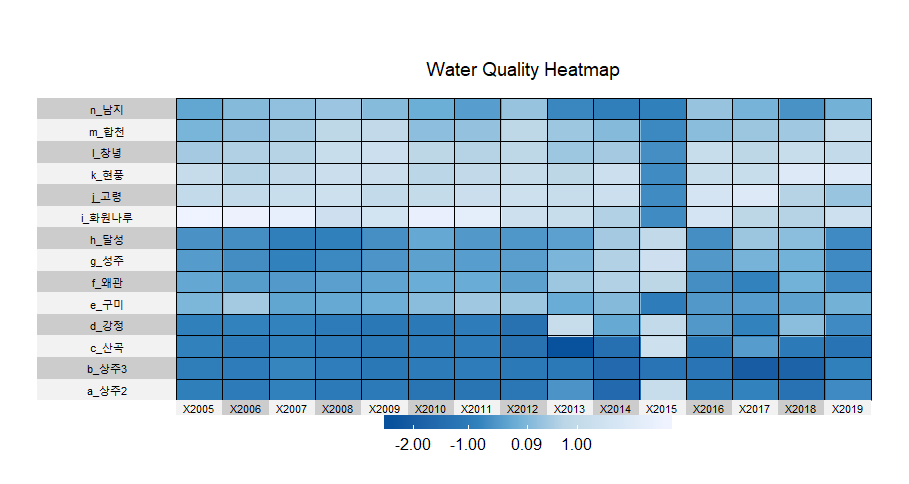 Water Quality Heatmap
n_남지
m_합천
l_창녕
k_현풍
j_고령
i_화원나루
h_달성
g_성주
f_왜관
e_구미
d_강정
c_산곡
b_상주3
a_상주2
X2005 X2006 X2007 X2008 X2009 X2010 X2011 X2012 X2013 X2014 X2015 X2016 X2017 X2018 X2019
-2.00 -1.00 0.09 1.00